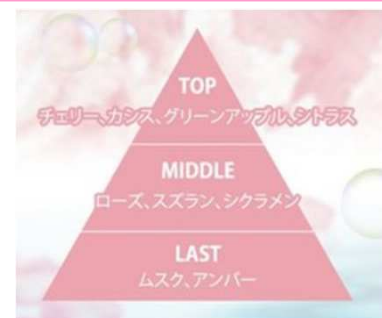 TOP
チェリー、カシス、グリーンアップル、シトラス
MIDDLE
ローズ、スズラン、シクラメン
LAST
ムスク、アンバー